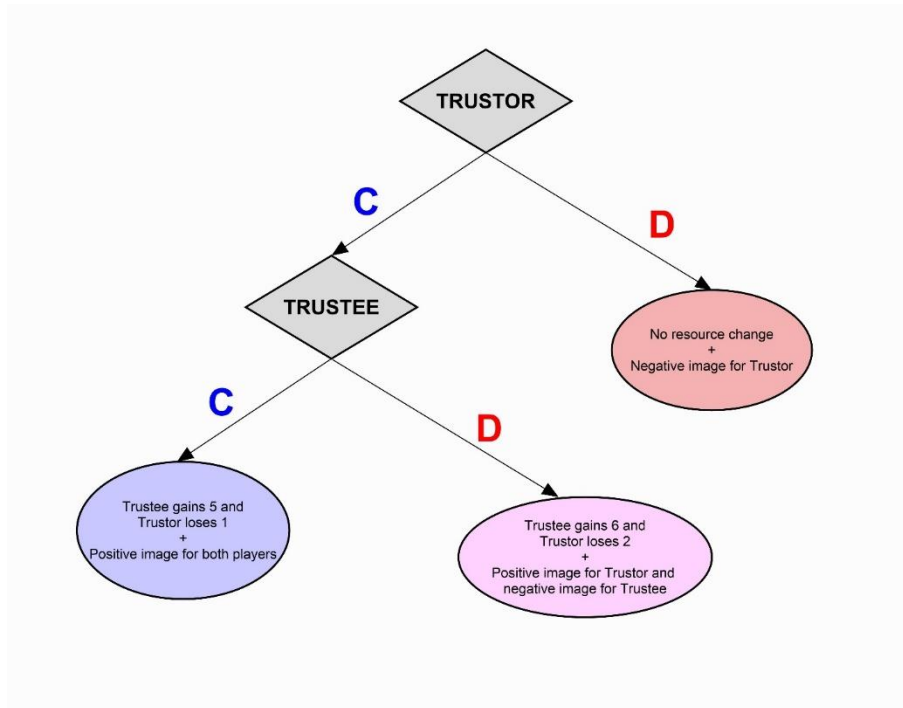 TRUSTOR
C
D
TRUSTEE
No resource change
+
Negative image for Trustor
C
D
Trustee gains 5 and
Trustor loses 1
+
Positive image for both players
Trustee gains 6 and
Trustor loses 2
+
Positive image for Trustor and
negative image for Trustee